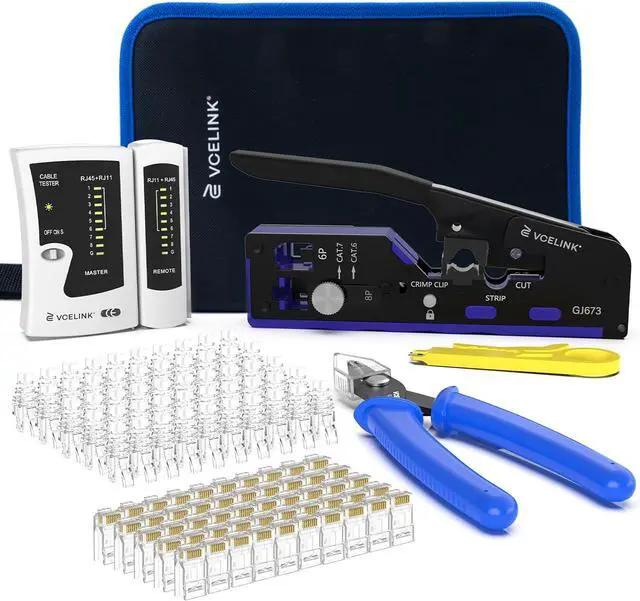 VCELINK®
CABLE
TESTER
RJ45+RJ11
1
2
3
4
5
6
7
8
G
OFF ON S
MASTER
VCELINK
RJ11 + RJ45
1
2
3
4
5
6
7
8
G
REMOTE
VCELINK®
6P
CAT.7
CAT.6
8P
CRIMP CLIP
STRIP
CUT
GJ673